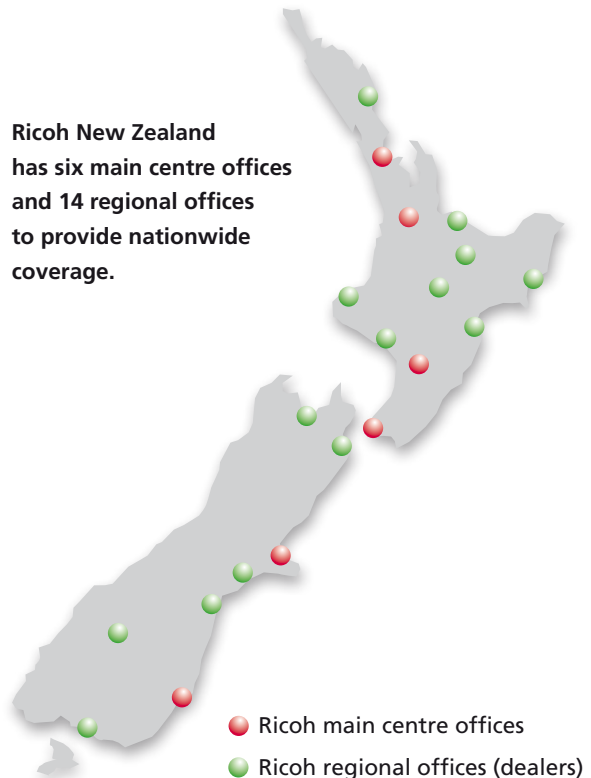 Ricoh New Zealand
has six main centre offices
and 14 regional offices
to provide nationwide
coverage.
Ricoh main centre offices
Ricoh regional offices (dealers)